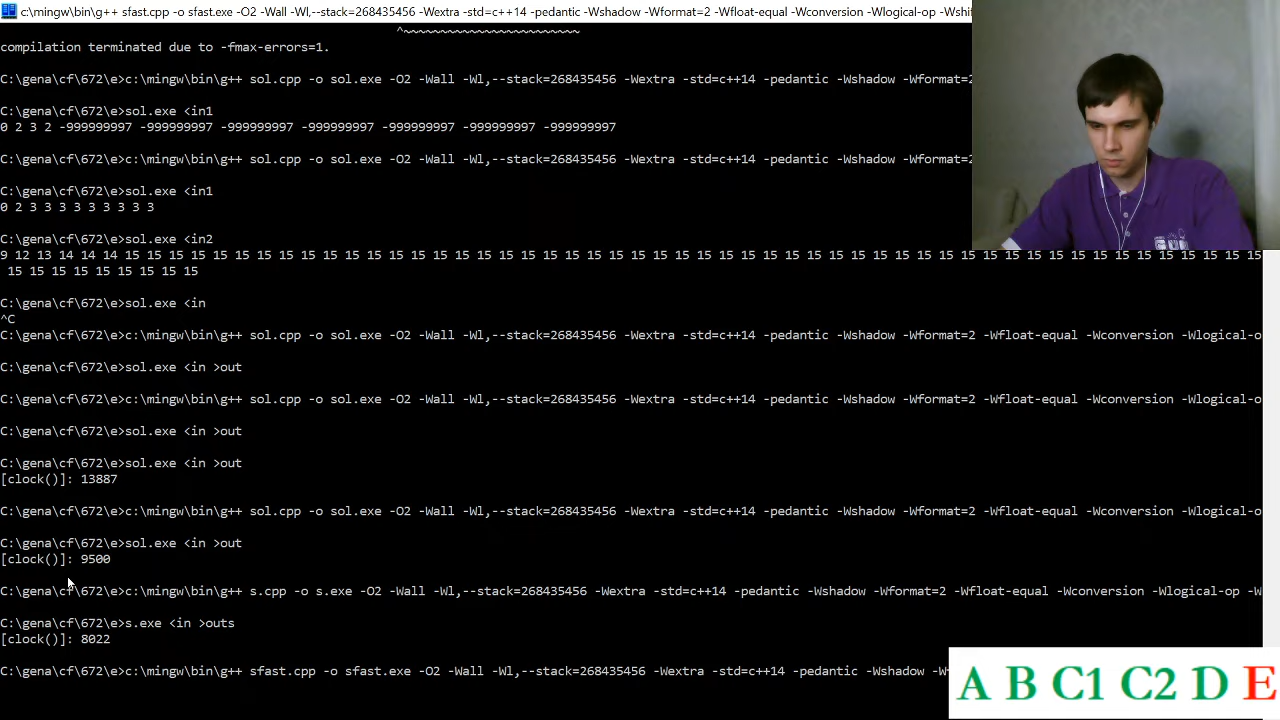 c:\mingw\bin\g++ sfast.cpp -o sfast.exe -O2 -Wall -Wl,--stack=268435456 -Wextra -std=c++14 -pedantic -Wshadow -Wformat=2 -Wfloat-equal -Wconversion -Wlogical-op -Wshi
^~~~~~~~~~~~~~~~~~~~~~~~
compilation terminated due to -fmax-errors=1.
C:\gena\cf\672\e>c:\mingw\bin\g++ sol.cpp -o sol.exe -O2 -Wall -Wl,--stack=268435456 -Wextra -std=c++14 -pedantic -Wshadow -Wformat=2
C:\gena\cf\672\e>sol.exe <in1
0 2 3 2 -999999997 -999999997 -999999997 -999999997 -999999997 -999999997 -999999997
C:\gena\cf\672\e>c:\mingw\bin\g++ sol.cpp -o sol.exe -O2 -Wall -Wl,--stack=268435456 -Wextra -std=c++14 -pedantic -Wshadow -Wformat=2
C:\gena\cf\672\e>sol.exe <in1
0 2 3 3 3 3 3 3 3 3 3
C:\gena\cf\672\e>sol.exe <in2
9 12 13 14 14 14 15 15 15 15 15 15 15 15 15 15 15 15 15 15 15 15 15 15 15 15 15 15 15 15 15 15 15 15 15 15 15 15 15 15 15 15 15 15 15 15 15 15 15 15 15 15 15 15 15 15 15 15
15 15 15 15 15 15 15 15 15
C:\gena\cf\672\e>sol.exe <in
^C
C:\gena\cf\672\e>c:\mingw\bin\g++ sol.cpp -o sol.exe -O2 -Wall -Wl,--stack=268435456 -Wextra -std=c++14 -pedantic -Wshadow -Wformat=2 -Wfloat-equal -Wconversion -Wlogical-o
C:\gena\cf\672\e>sol.exe <in >out
C:\gena\cf\672\e>c:\mingw\bin\g++ sol.cpp -o sol.exe -O2 -Wall -Wl,--stack=268435456 -Wextra -std=c++14 -pedantic -Wshadow -Wformat=2 -Wfloat-equal -Wconversion -Wlogical-o
C:\gena\cf\672\e>sol.exe <in >out
C:\gena\cf\672\e>sol.exe <in >out
[clock()]: 13887
C:\gena\cf\672\e>c:\mingw\bin\g++ sol.cpp -o sol.exe -O2 -Wall -Wl,--stack=268435456 -Wextra -std=c++14 -pedantic -Wshadow -Wformat=2 -Wfloat-equal -Wconversion -Wlogical-o
C:\gena\cf\672\e>sol.exe <in >out
[clock()]: 9500
C:\gena\cf\672\e>c:\mingw\bin\g++ s.cpp -o s.exe -O2 -Wall -Wl,--stack=268435456 -Wextra -std=c++14 -pedantic -Wshadow -Wformat=2 -Wfloat-equal -Wconversion -Wlogical-op -W
C:\gena\cf\672\e>s.exe <in >outs
[clock()]: 8022
C:\gena\cf\672\e>c:\mingw\bin\g++ sfast.cpp -o sfast.exe -O2 -Wall -Wl,--stack=268435456 -Wextra -std=c++14 -pedantic -Wshadow -W
A B C1 C2 D E